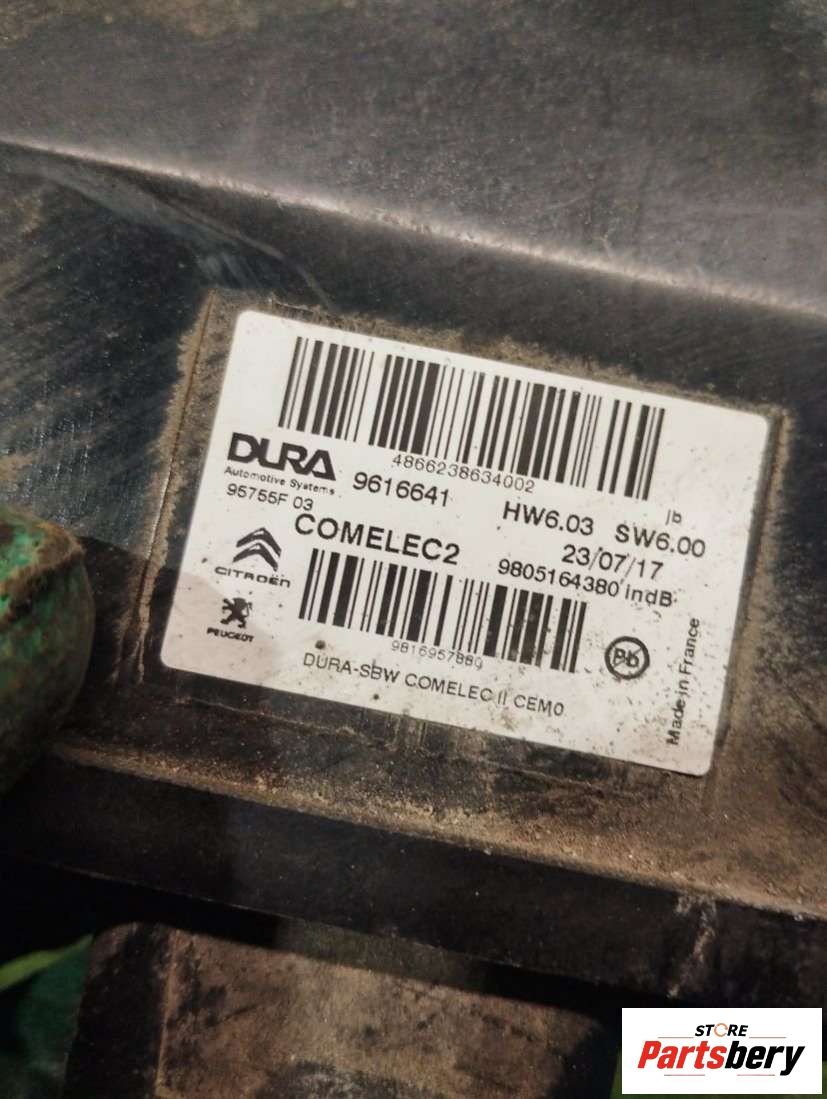 4866238634002
DURA
Automotive Systems
95755F 03
9616641
jb
HW6.03 SW6.00
23/07/17
COMELEC2
9805164380 indB
CITROËN
PEUGEOT
9816957880
Pb
DURA-SBW COMELEC II CEM0
Made in France
STORE
Partsbery